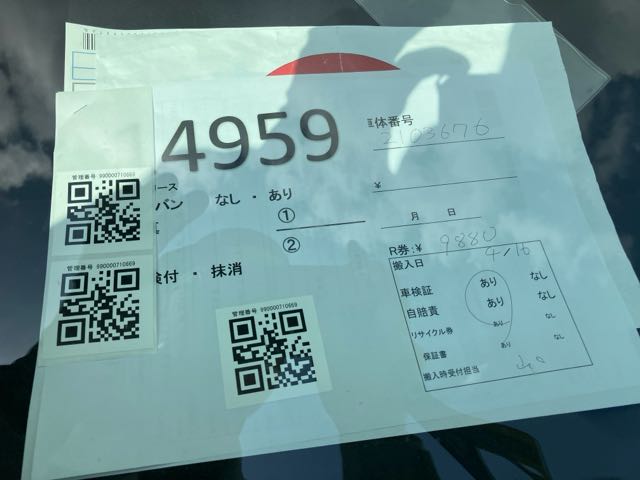 4959
体番号
2103676
ース
¥
バン なし ・ あり
①
月 日
②
R券:¥ 9880
付 ・ 抹消
搬入日 4/16
車検証 あり なし
自賠責 あり なし
リサイクル券 あり なし
保証書 あり なし
搬入時受付担当
管理番号 990000710669
管理番号 990000710669
管理番号 990000710669